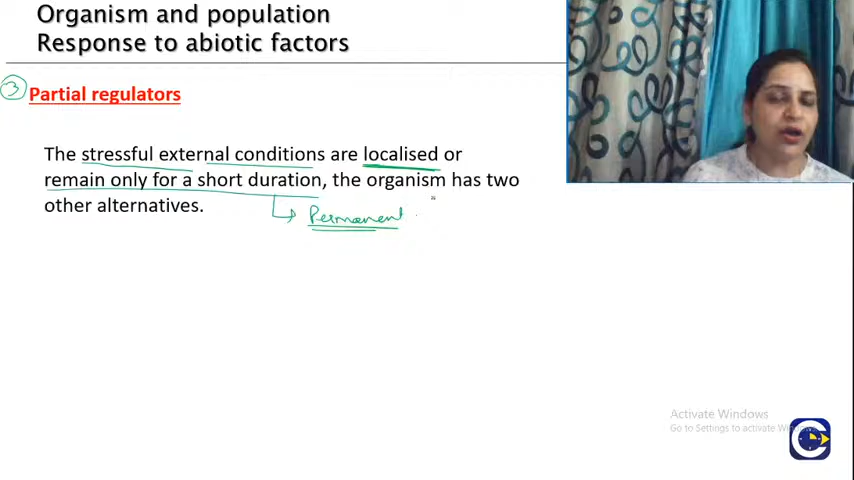 Organism and population
Response to abiotic factors
3 Partial regulators
The stressful external conditions are localised or
remain only for a short duration, the organism has two
other alternatives.
Permanent
Activate Windows
Go to Settings to activate Windows.